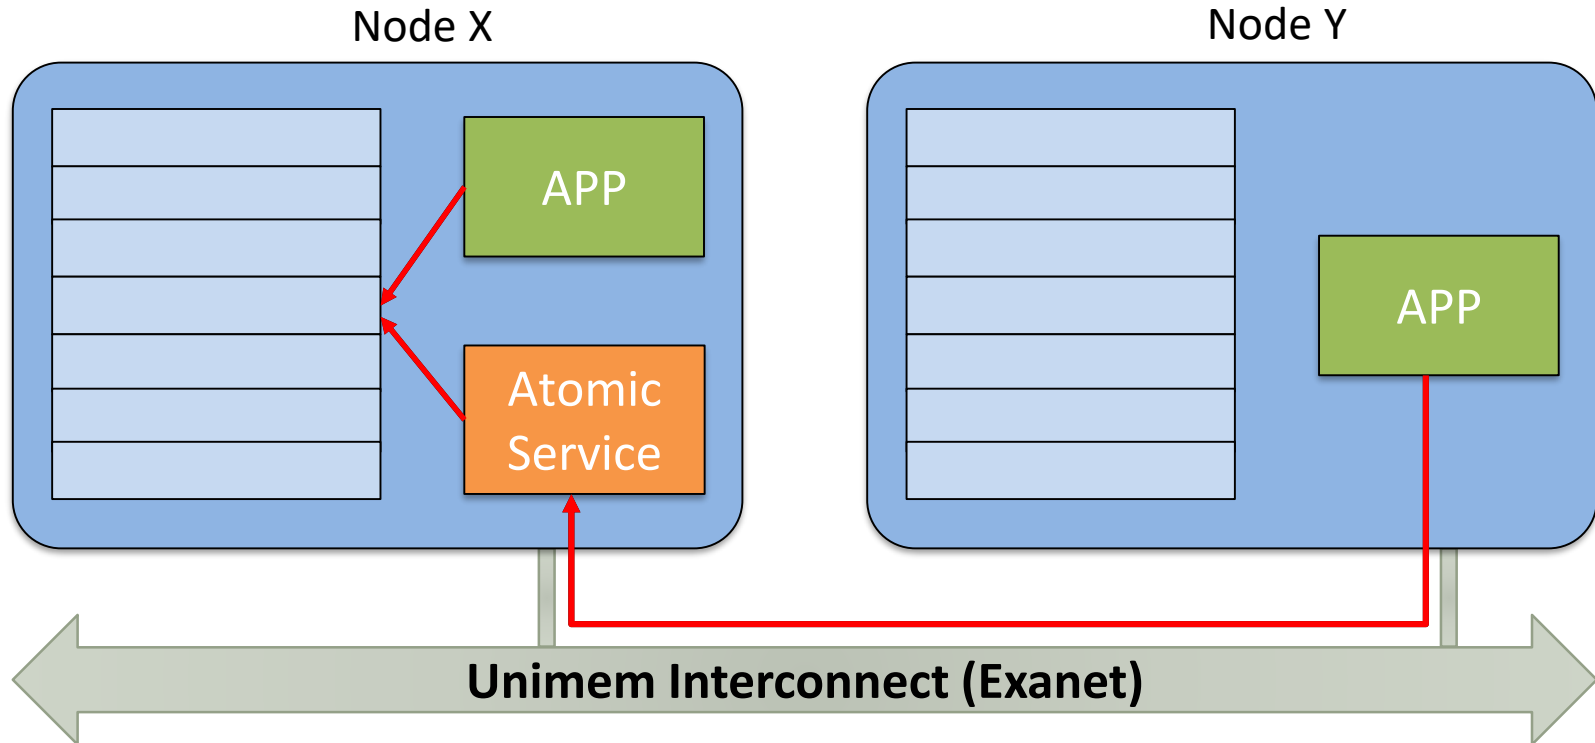 Node X
Node Y
APP
APP
Atomic
Service
Unimem Interconnect (Exanet)